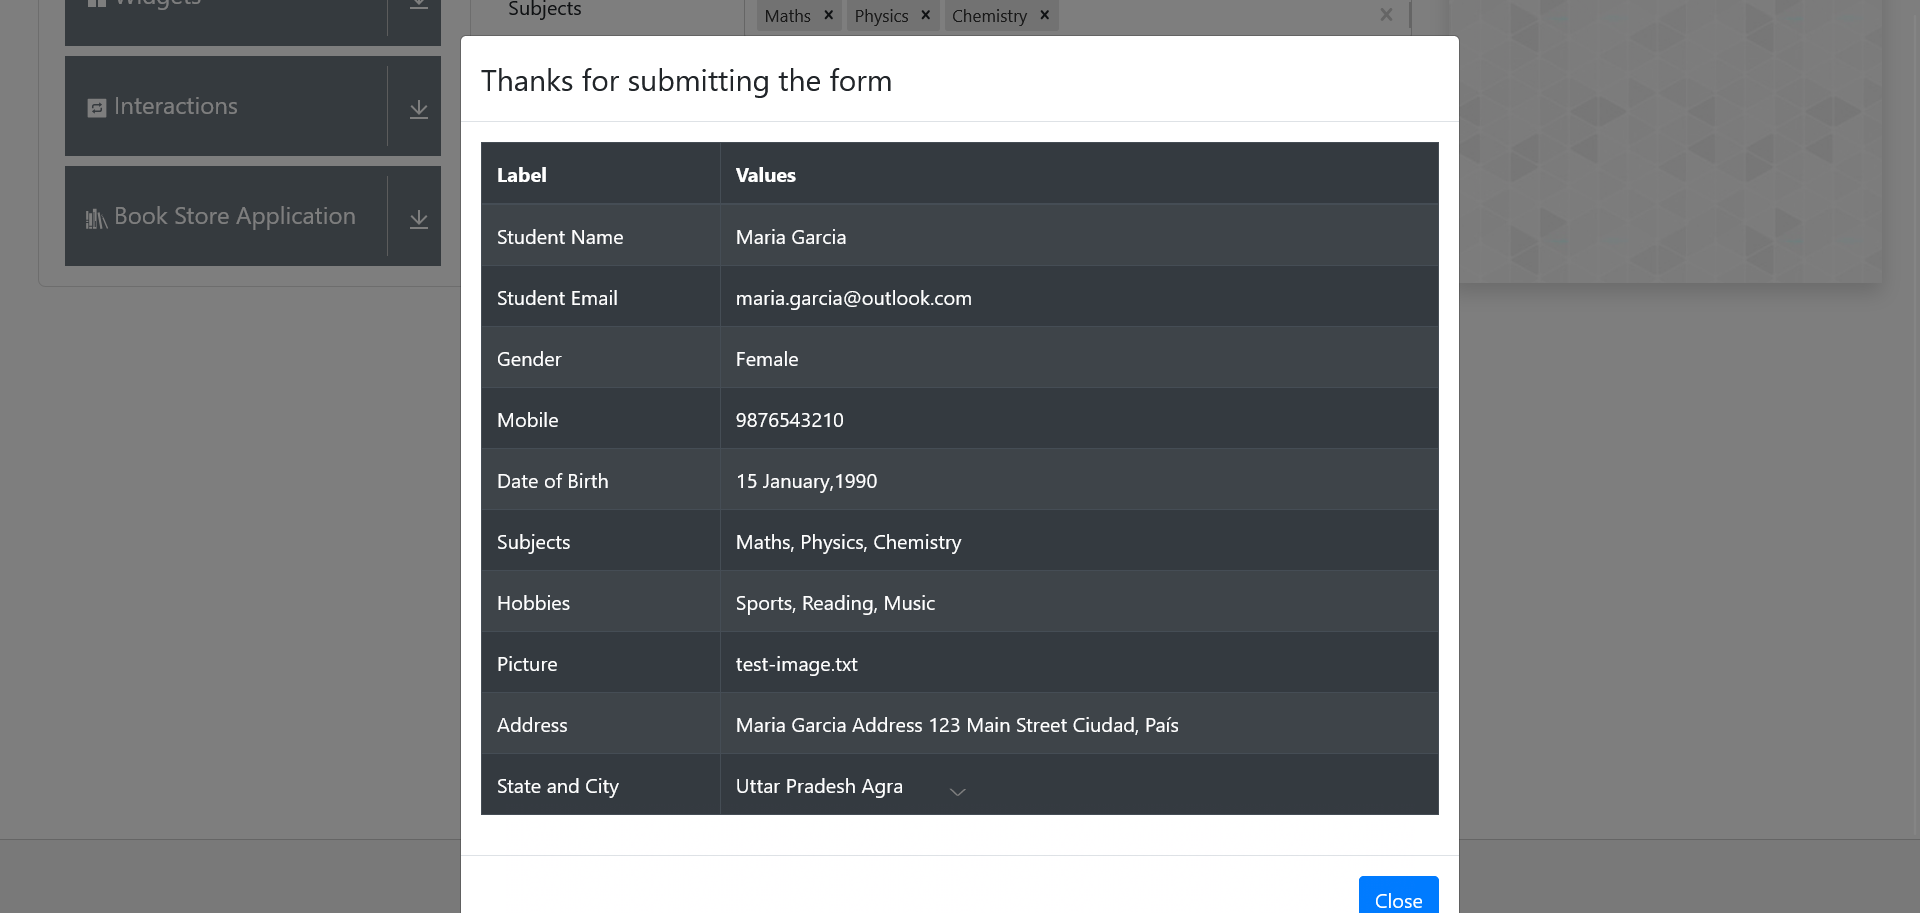 Widgets
Interactions
Book Store Application
Subjects
Maths × Physics × Chemistry ×
Thanks for submitting the form
Label Values
Student Name Maria Garcia
Student Email maria.garcia@outlook.com
Gender Female
Mobile 9876543210
Date of Birth 15 January,1990
Subjects Maths, Physics, Chemistry
Hobbies Sports, Reading, Music
Picture test-image.txt
Address Maria Garcia Address 123 Main Street Ciudad, País
State and City Uttar Pradesh Agra
Close